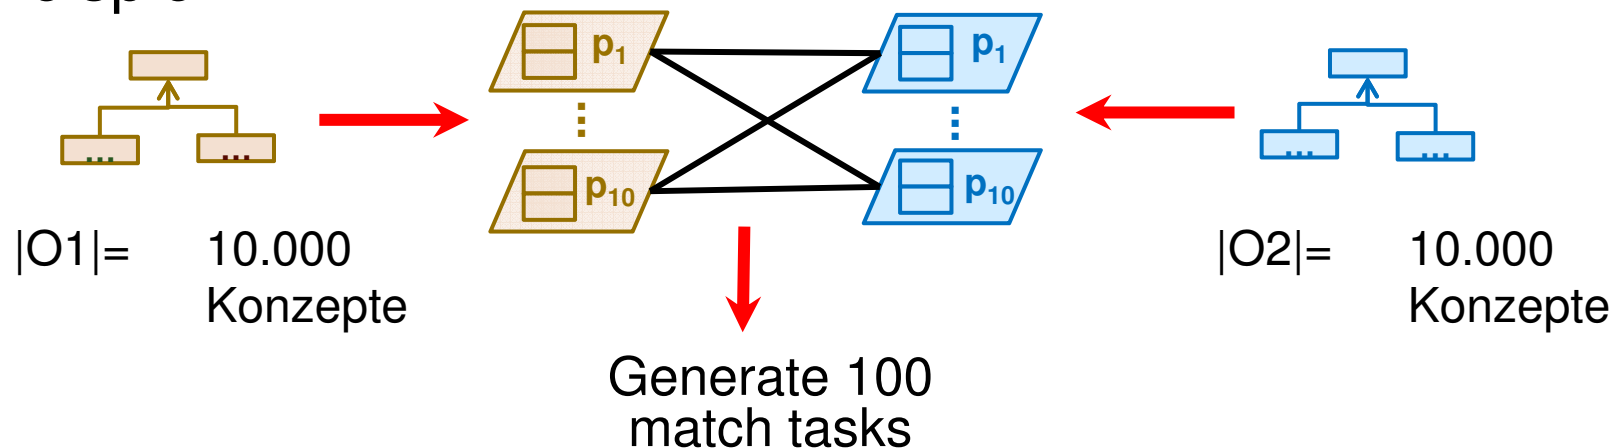 p1
p1
p10
p10
|O1|= 10.000
Konzepte
|O2|= 10.000
Konzepte
Generate 100
match tasks